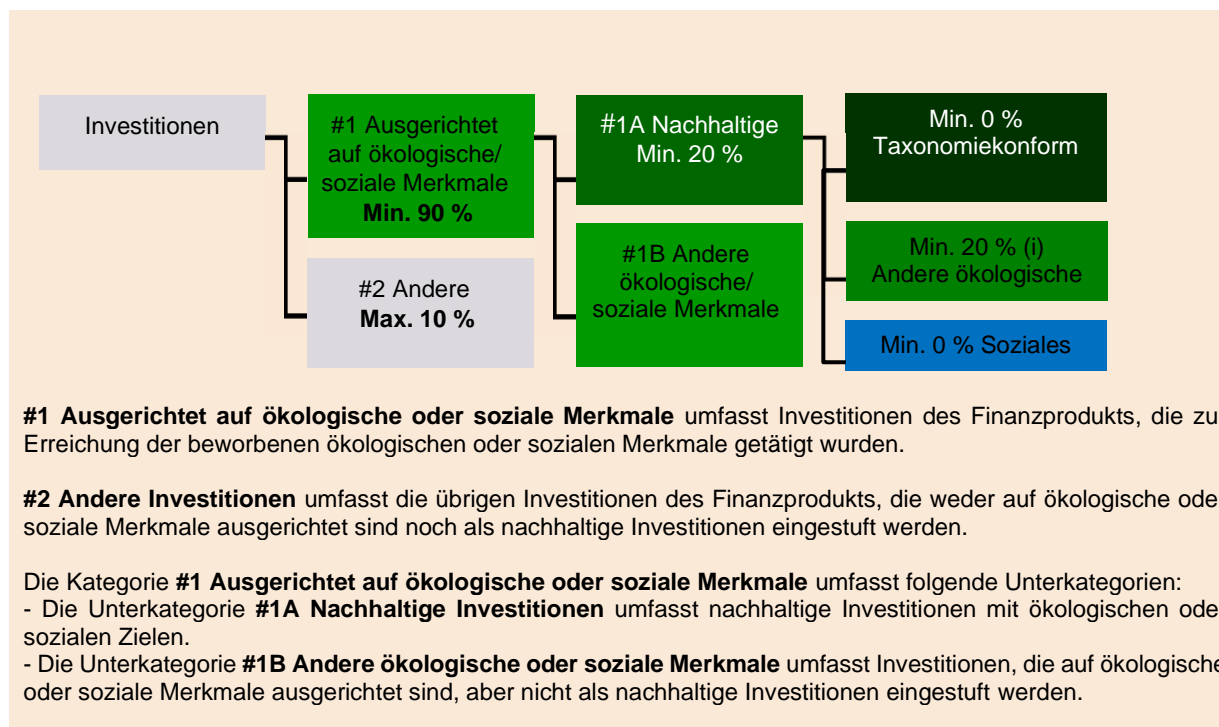 Investitionen
#1 Ausgerichtet
auf ökologische/
soziale Merkmale
Min. 90 %
#2 Andere
Max. 10 %
#1A Nachhaltige
Min. 20 %
#1B Andere
ökologische/
soziale Merkmale
Min. 0 %
Taxonomiekonform
Min. 20 % (i)
Andere ökologische
Min. 0 % Soziales
#1 Ausgerichtet auf ökologische oder soziale Merkmale umfasst Investitionen des Finanzprodukts, die zu
Erreichung der beworbenen ökologischen oder sozialen Merkmale getätigt wurden.
#2 Andere Investitionen umfasst die übrigen Investitionen des Finanzprodukts, die weder auf ökologische ode
soziale Merkmale ausgerichtet sind noch als nachhaltige Investitionen eingestuft werden.
Die Kategorie #1 Ausgerichtet auf ökologische oder soziale Merkmale umfasst folgende Unterkategorien:
- Die Unterkategorie #1A Nachhaltige Investitionen umfasst nachhaltige Investitionen mit ökologischen ode
sozialen Zielen.
- Die Unterkategorie #1B Andere ökologische oder soziale Merkmale umfasst Investitionen, die auf ökologische
oder soziale Merkmale ausgerichtet sind, aber nicht als nachhaltige Investitionen eingestuft werden.